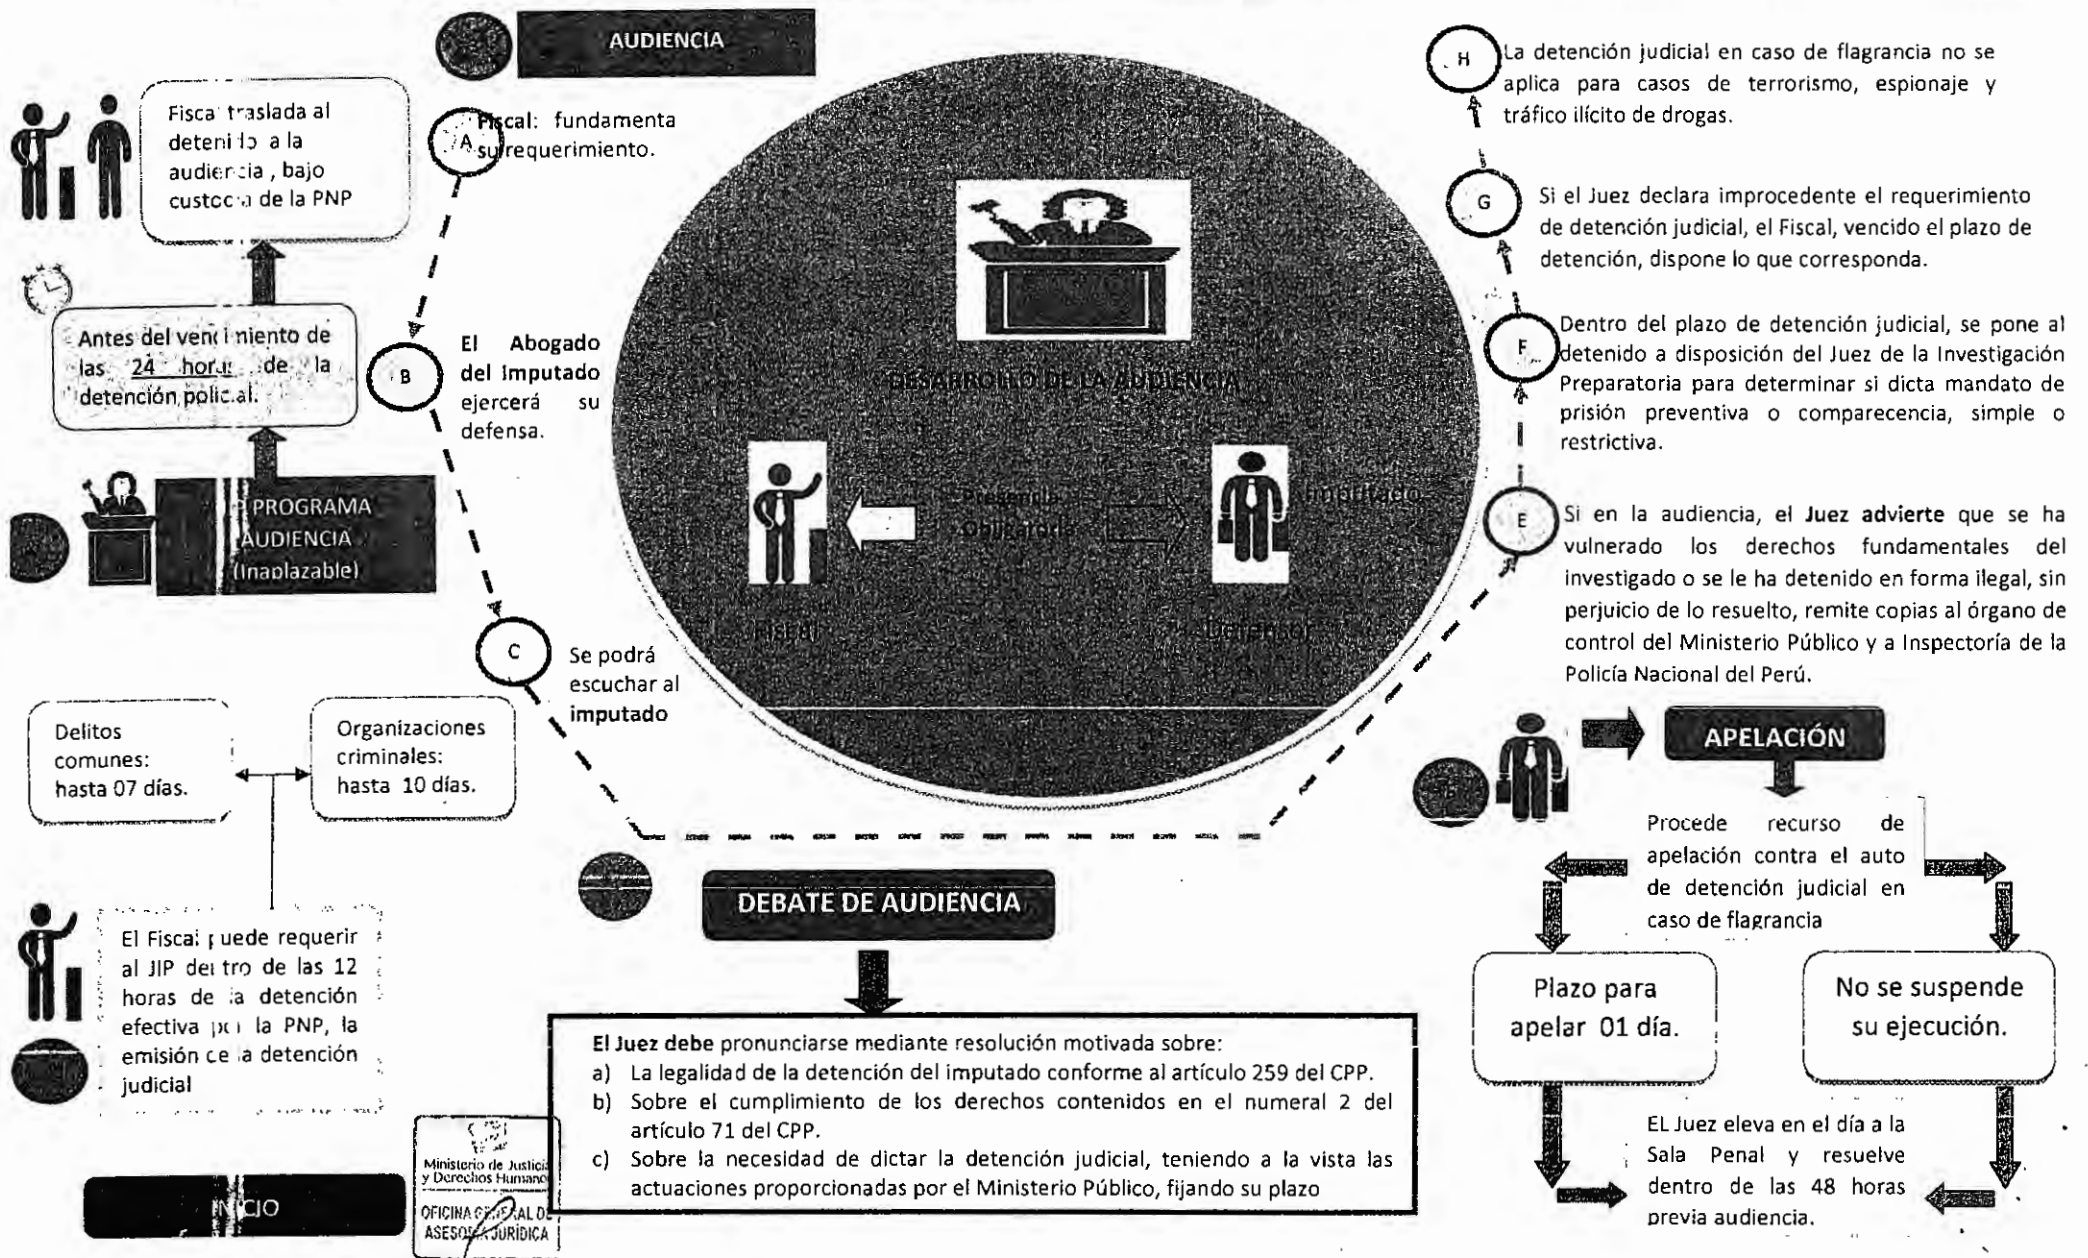 AUDIENCIA
Fiscal traslada al
detenido a la
audiencia , bajo
custodia de la PNP
Antes del vencimiento de
las 24 horas de la
detención policial.
PROGRAMA
AUDIENCIA
(Inaplazable)
Delitos
comunes:
hasta 07 días.
Organizaciones
criminales:
hasta 10 días.
El Fiscal puede requerir
al JIP dentro de las 12
horas de la detención
efectiva por la PNP, la
emisión de la detención
judicial
INICIO
Ministerio de Justicia
y Derechos Humanos
OFICINA GENERAL DE
ASESORÍA JURÍDICA
A
Fiscal: fundamenta
su requerimiento.
B
El Abogado
del Imputado
ejercerá su
defensa.
C
Se podrá
escuchar al
imputado
DESARROLLO DE LA AUDIENCIA
Presencia
Obligatoria
Imputado
Fiscal
Defensor
DEBATE DE AUDIENCIA
El Juez debe pronunciarse mediante resolución motivada sobre:
a) La legalidad de la detención del imputado conforme al artículo 259 del CPP.
b) Sobre el cumplimiento de los derechos contenidos en el numeral 2 del
artículo 71 del CPP.
c) Sobre la necesidad de dictar la detención judicial, teniendo a la vista las
actuaciones proporcionadas por el Ministerio Público, fijando su plazo
H
La detención judicial en caso de flagrancia no se
aplica para casos de terrorismo, espionaje y
tráfico ilícito de drogas.
G
Si el Juez declara improcedente el requerimiento
de detención judicial, el Fiscal, vencido el plazo de
detención, dispone lo que corresponda.
F
Dentro del plazo de detención judicial, se pone al
detenido a disposición del Juez de la Investigación
Preparatoria para determinar si dicta mandato de
prisión preventiva o comparecencia, simple o
restrictiva.
E
Si en la audiencia, el Juez advierte que se ha
vulnerado los derechos fundamentales del
investigado o se le ha detenido en forma ilegal, sin
perjuicio de lo resuelto, remite copias al órgano de
control del Ministerio Público y a Inspectoría de la
Policía Nacional del Perú.
APELACIÓN
Procede recurso de
apelación contra el auto
de detención judicial en
caso de flagrancia
Plazo para
apelar 01 día.
No se suspende
su ejecución.
EL Juez eleva en el día a la
Sala Penal y resuelve
dentro de las 48 horas
previa audiencia.